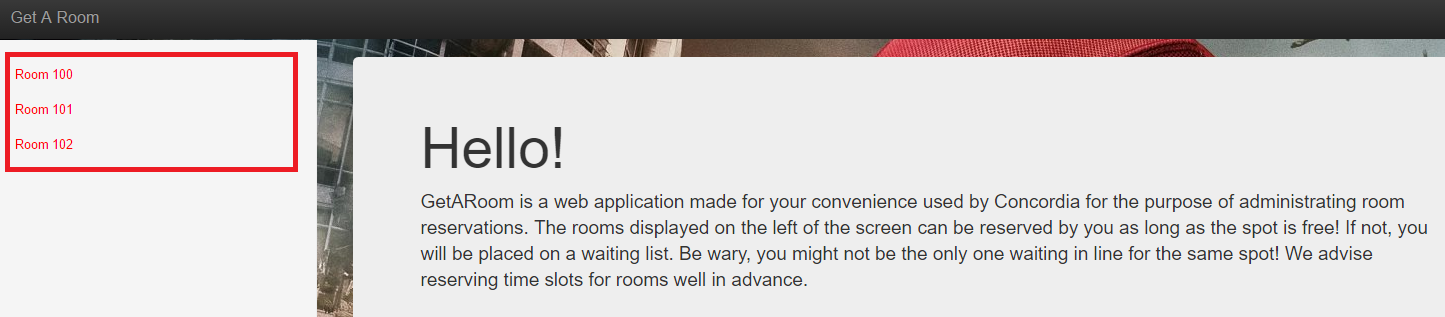 Get A Room
Room 100
Room 101
Room 102
Hello!
GetARoom is a web application made for your convenience used by Concordia for the purpose of administrating room
reservations. The rooms displayed on the left of the screen can be reserved by you as long as the spot is free! If not, you
will be placed on a waiting list. Be wary, you might not be the only one waiting in line for the same spot! We advise
reserving time slots for rooms well in advance.